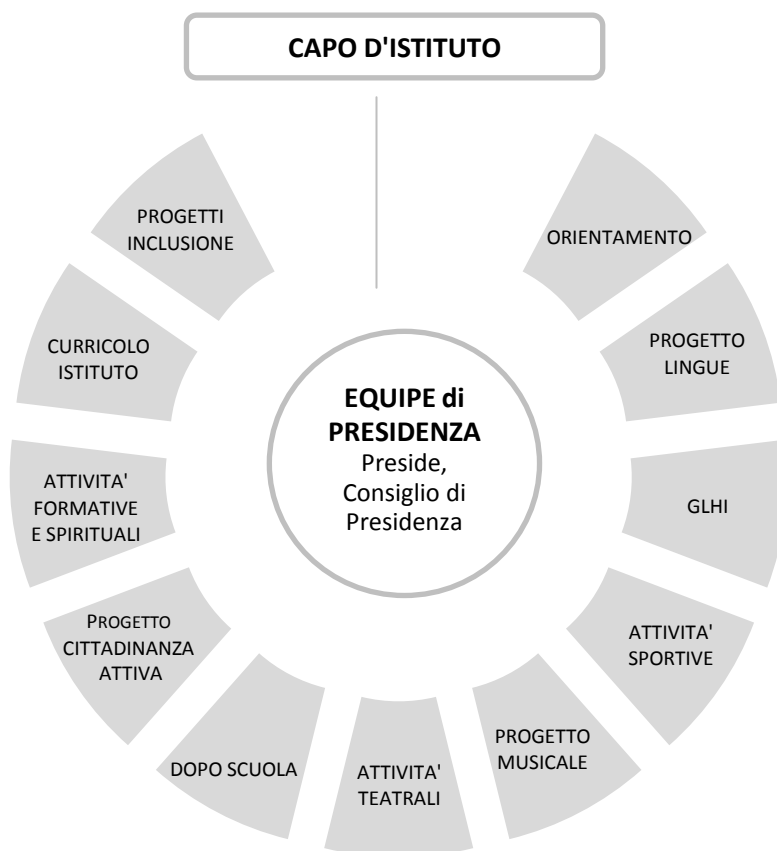 CAPO D'ISTITUTO
PROGETTI
INCLUSIONE
ORIENTAMENTO
CURRICOLO
ISTITUTO
PROGETTO
LINGUE
EQUIPE di
PRESIDENZA
Preside,
Consiglio di
Presidenza
ATTIVITA'
FORMATIVE
E SPIRITUALI
GLHI
PROGETTO
CITTADINANZA
ATTIVA
ATTIVITA'
SPORTIVE
DOPO SCUOLA
ATTIVITA'
TEATRALI
PROGETTO
MUSICALE